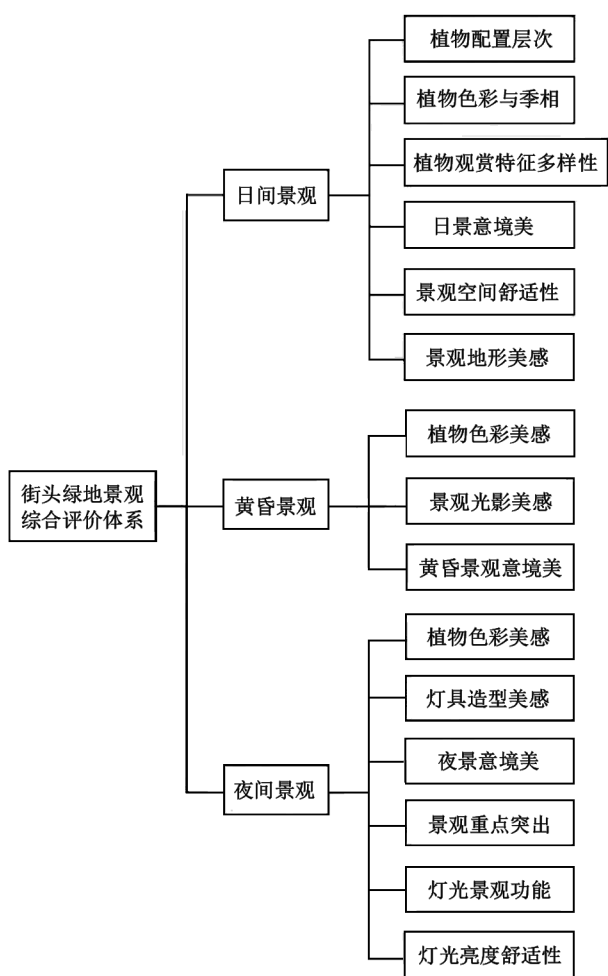 街头绿地景观
综合评价体系
日间景观
植物配置层次
植物色彩与季相
植物观赏特征多样性
日景意境美
景观空间舒适性
景观地形美感
黄昏景观
植物色彩美感
景观光影美感
黄昏景观意境美
夜间景观
植物色彩美感
灯具造型美感
夜景意境美
景观重点突出
灯光景观功能
灯光亮度舒适性